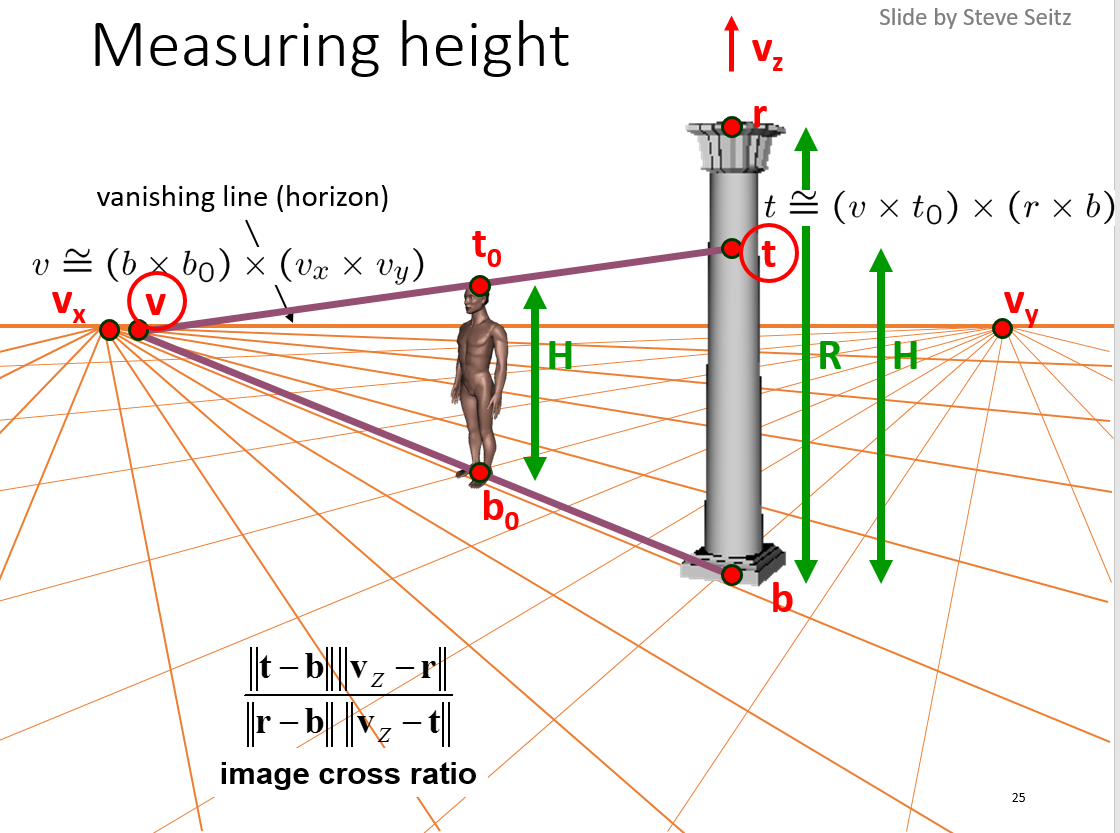 Slide by Steve Seitz
Measuring height
v_z
r
vanishing line (horizon)
t ≅ (v × t_0) × (r × b)
t_0
t
v ≅ (b × b_0) × (v_x × v_y)
v_x
v
v_y
H
R
H
b_0
b
‖t − b‖ ‖v_Z − r‖
‖r − b‖ ‖v_Z − t‖
image cross ratio
25